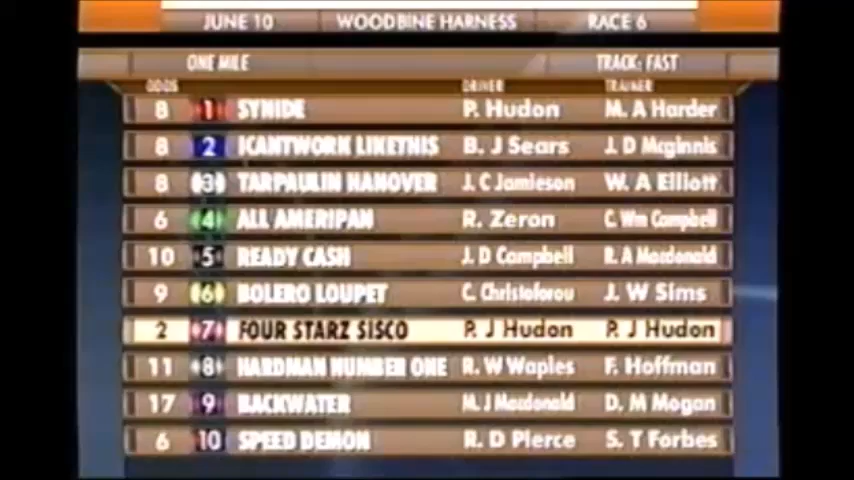 JUNE 10 WOODBINE HARNESS RACE 6
ONE MILE TRACK: FAST
ODDS DRIVER TRAINER
8 1 SYNIDE P. Hudon M. A Harder
8 2 ICANTWORK LIKETHIS B. J Sears J. D Mcginnis
8 3 TARPAULIN HANOVER J. C Jamieson W. A Elliott
6 4 ALL AMERIPAN R. Zeron C. Wm Campbell
10 5 READY CASH J. D Campbell R. A Macdonald
9 6 BOLERO LOUPET C. Christoforou J. W Sims
2 7 FOUR STARZ SISCO P. J Hudon P. J Hudon
11 8 HARDMAN NUMBER ONE R. W Waples F. Hoffman
17 9 BACKWATER M. J Macdonald D. M Mogan
6 10 SPEED DEMON R. D Pierce S. T Forbes